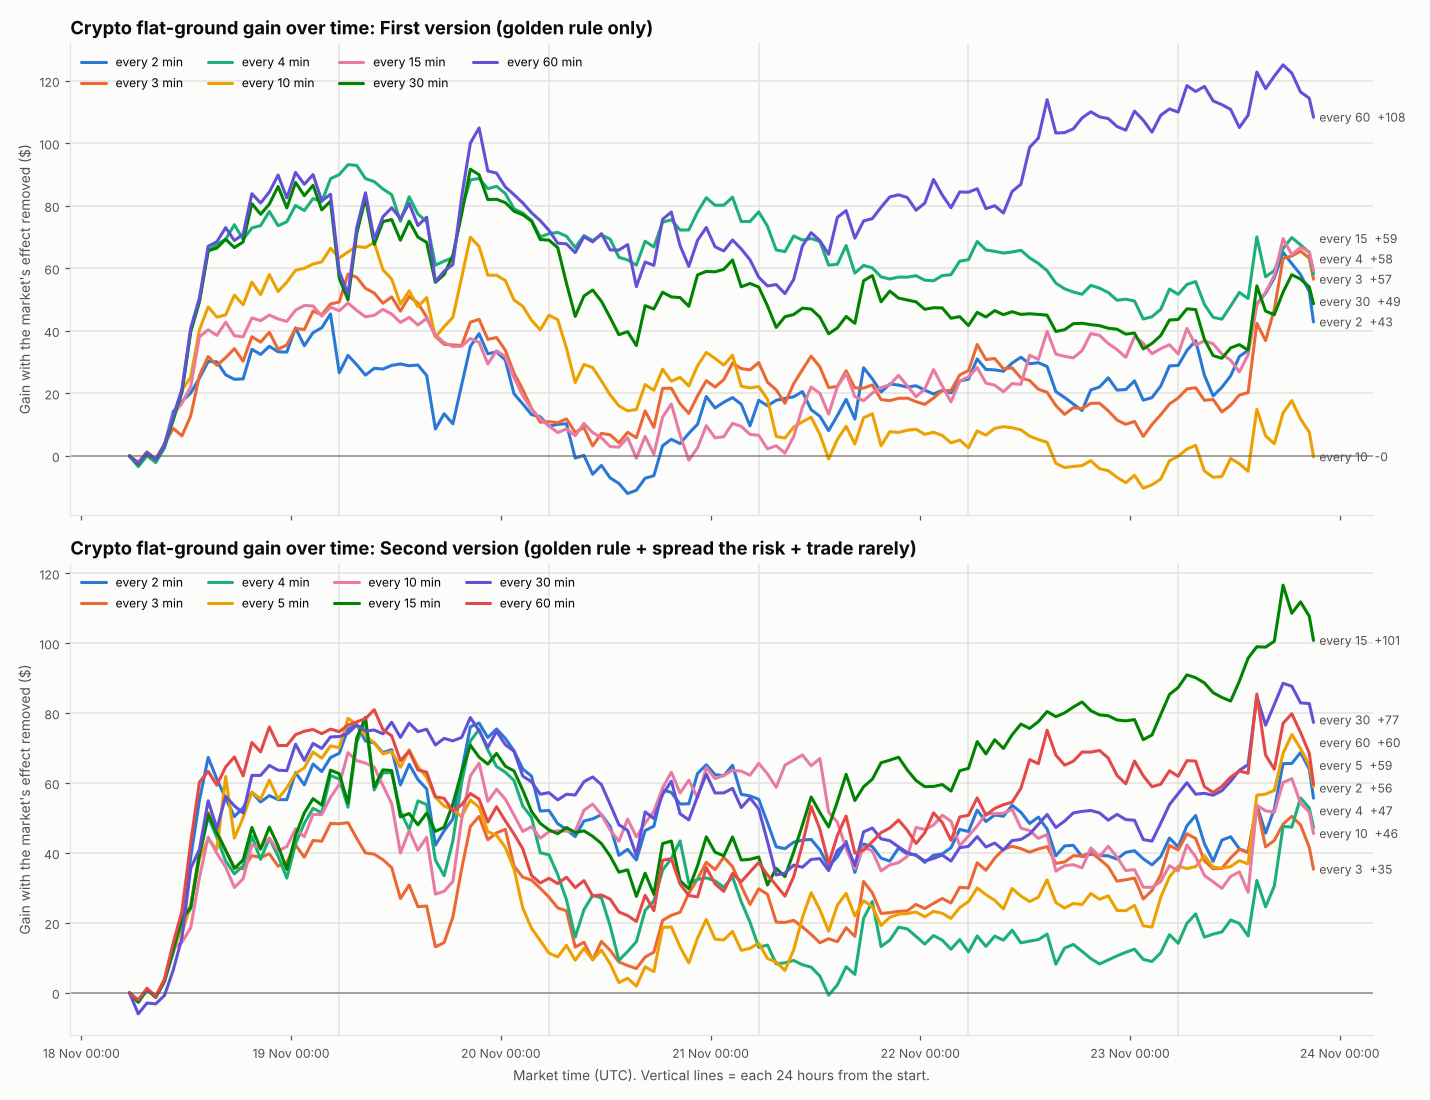 Crypto flat-ground gain over time: First version (golden rule only)
every 2 min
every 4 min
every 15 min
every 60 min
every 3 min
every 10 min
every 30 min
120
100
80
60
40
20
0
Gain with the market's effect removed ($)
every 60 +108
every 15 +59
every 4 +58
every 3 +57
every 30 +49
every 2 +43
every 10 -0
Crypto flat-ground gain over time: Second version (golden rule + spread the risk + trade rarely)
every 2 min
every 4 min
every 10 min
every 30 min
every 3 min
every 5 min
every 15 min
every 60 min
120
100
80
60
40
20
0
Gain with the market's effect removed ($)
every 15 +101
every 30 +77
every 60 +60
every 5 +59
every 2 +56
every 4 +47
every 10 +46
every 3 +35
18 Nov 00:00
19 Nov 00:00
20 Nov 00:00
21 Nov 00:00
22 Nov 00:00
23 Nov 00:00
24 Nov 00:00
Market time (UTC). Vertical lines = each 24 hours from the start.